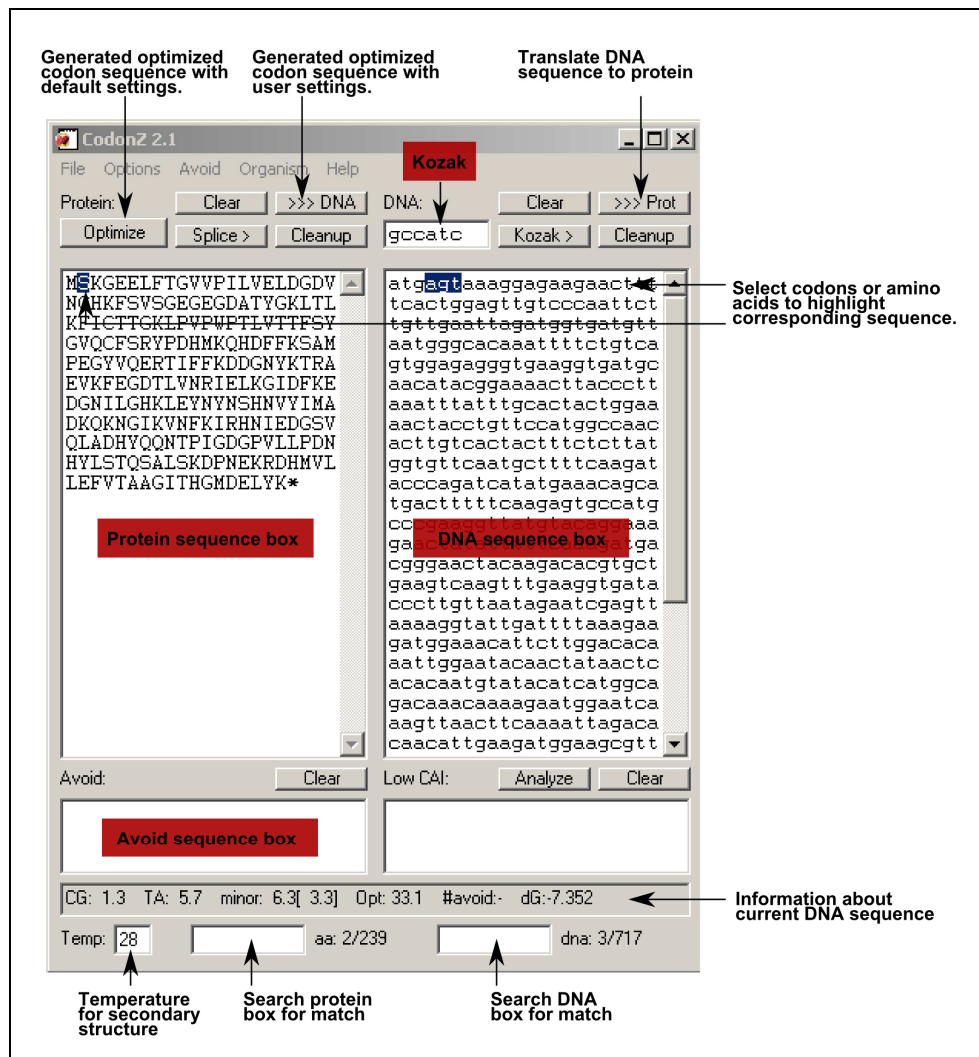 Generated optimized
codon sequence with
default settings.
Generated optimized
codon sequence with
user settings.
Translate DNA
sequence to protein
CodonZ 2.1
File Options Avoid Organism Help
Kozak
Protein: Clear >>> DNA DNA: Clear >>> Prot
Optimize Splice > Cleanup gccatc Kozak > Cleanup
MSKGEELFTGVVPILVELDGDV
NGHKFSVSGEGEGDATYGKLTL
KFICTTGKLPVPWPTLVTTFSY
GVQCFSRYPDHMKQHDFFKSAM
PEGYVQERTIFFKDDGNYKTRA
EVKFEGDTLVNRIELKGIDFKE
DGNILGHKLEYNYNSHNVYIMA
DKQKNGIKVNFKIRHNIEDGSV
QLADHYQQNTPIGDGPVLLPDN
HYLSTQSALSKDPNEKRDHMVL
LEFVTAAGITHGMDELYK*
Protein sequence box
atgagtaaaggagaagaacttt
tcactggagttgtcccaattct
tgttgaattagatggtgatgtt
aatgggcacaaattttctgtca
gtggagagggtgaaggtgatgc
aacatacggaaaacttaccctt
aaatttatttgcactactggaa
aactacctgttccatggccaac
acttgtcactactttctcttat
ggtgttcaatgcttttcaagat
acccagatcatatgaaacagca
tgactttttcaagagtgccatg
cccgaaggttatgtacaggaaa
DNA sequence box
cgggaactacaagacacgtgct
gaagtcaagtttgaaggtgata
cccttgttaatagaatcgagtt
aaaaggtattgattttaaagaa
gatggaaacattcttggacaca
aattggaatacaactataactc
acacaatgtatacatcatggca
gacaaacaaaagaatggaatca
aagttaacttcaaaattagaca
caacattgaagatggaagcgtt
Select codons or amino
acids to highlight
corresponding sequence.
Avoid: Clear Low CAI: Analyze Clear
Avoid sequence box
CG: 1.3 TA: 5.7 minor: 6.3[ 3.3] Opt: 33.1 #avoid:- dG:-7.352
Information about
current DNA sequence
Temp: 28 aa: 2/239 dna: 3/717
Temperature
for secondary
structure
Search protein
box for match
Search DNA
box for match